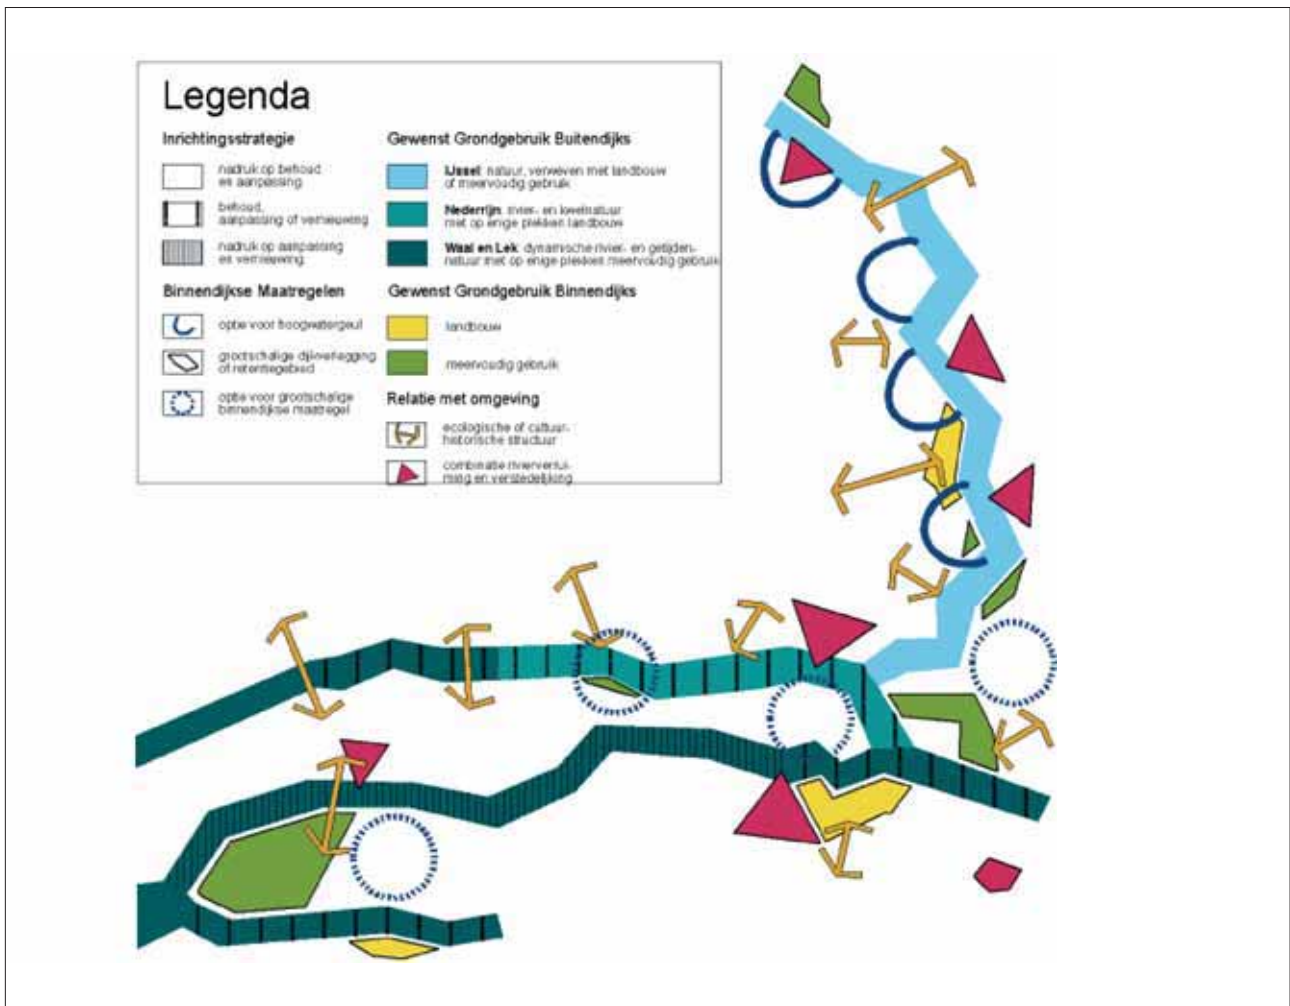 Legenda
Inrichtingsstrategie
nadruk op behoud
en aanpassing
behoud,
aanpassing of vernieuwing
nadruk op aanpassing
en vernieuwing
Binnendijkse Maatregelen
optie voor hoogwatergeul
grootschalige dijkverlegging
of retentiegebied
optie voor grootschalige
binnendijkse maatregel
Gewenst Grondgebruik Buitendijks
IJssel: natuur, verweven met landbouw
of meervoudig gebruik
Nederrijn: rivier- en kwelnatuur
met op enige plekken landbouw
Waal en Lek: dynamische rivier- en getijden-
natuur met op enige plekken meervoudig gebruik
Gewenst Grondgebruik Binnendijks
landbouw
meervoudig gebruik
Relatie met omgeving
ecologische of cultuur-
historische structuur
combinatie rivierverrui-
ming en verstedelijking